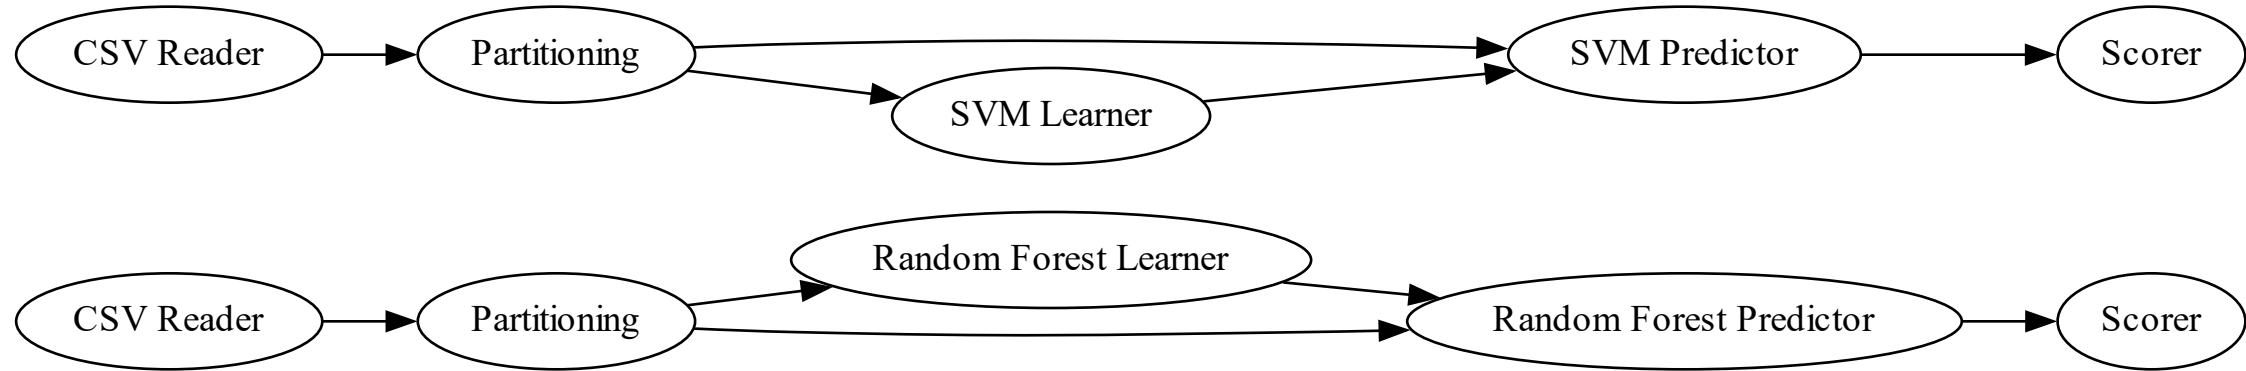 CSV Reader
Partitioning
SVM Learner
SVM Predictor
Scorer
CSV Reader
Partitioning
Random Forest Learner
Random Forest Predictor
Scorer